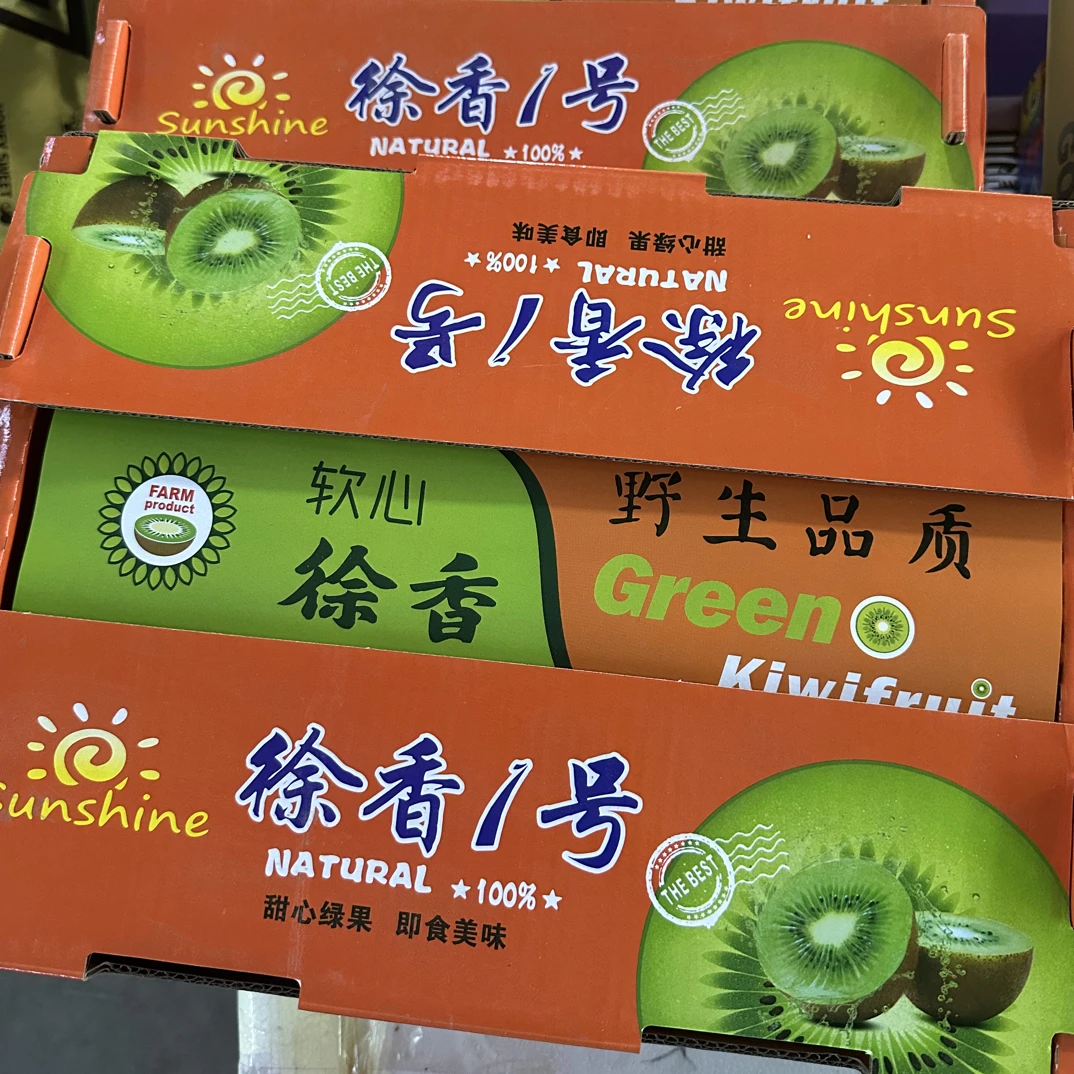 Kiwifruit
Sunshine
徐香1号
NATURAL ★100%★
THE BEST
甜心绿果 即食美味
NATURAL ★100%★
徐香1号
THE BEST
Sunshine
FARM
product
软心
徐香
野生品质
Green
Kiwifruit
Sunshine
徐香1号
NATURAL ★100%★
甜心绿果 即食美味
THE BEST